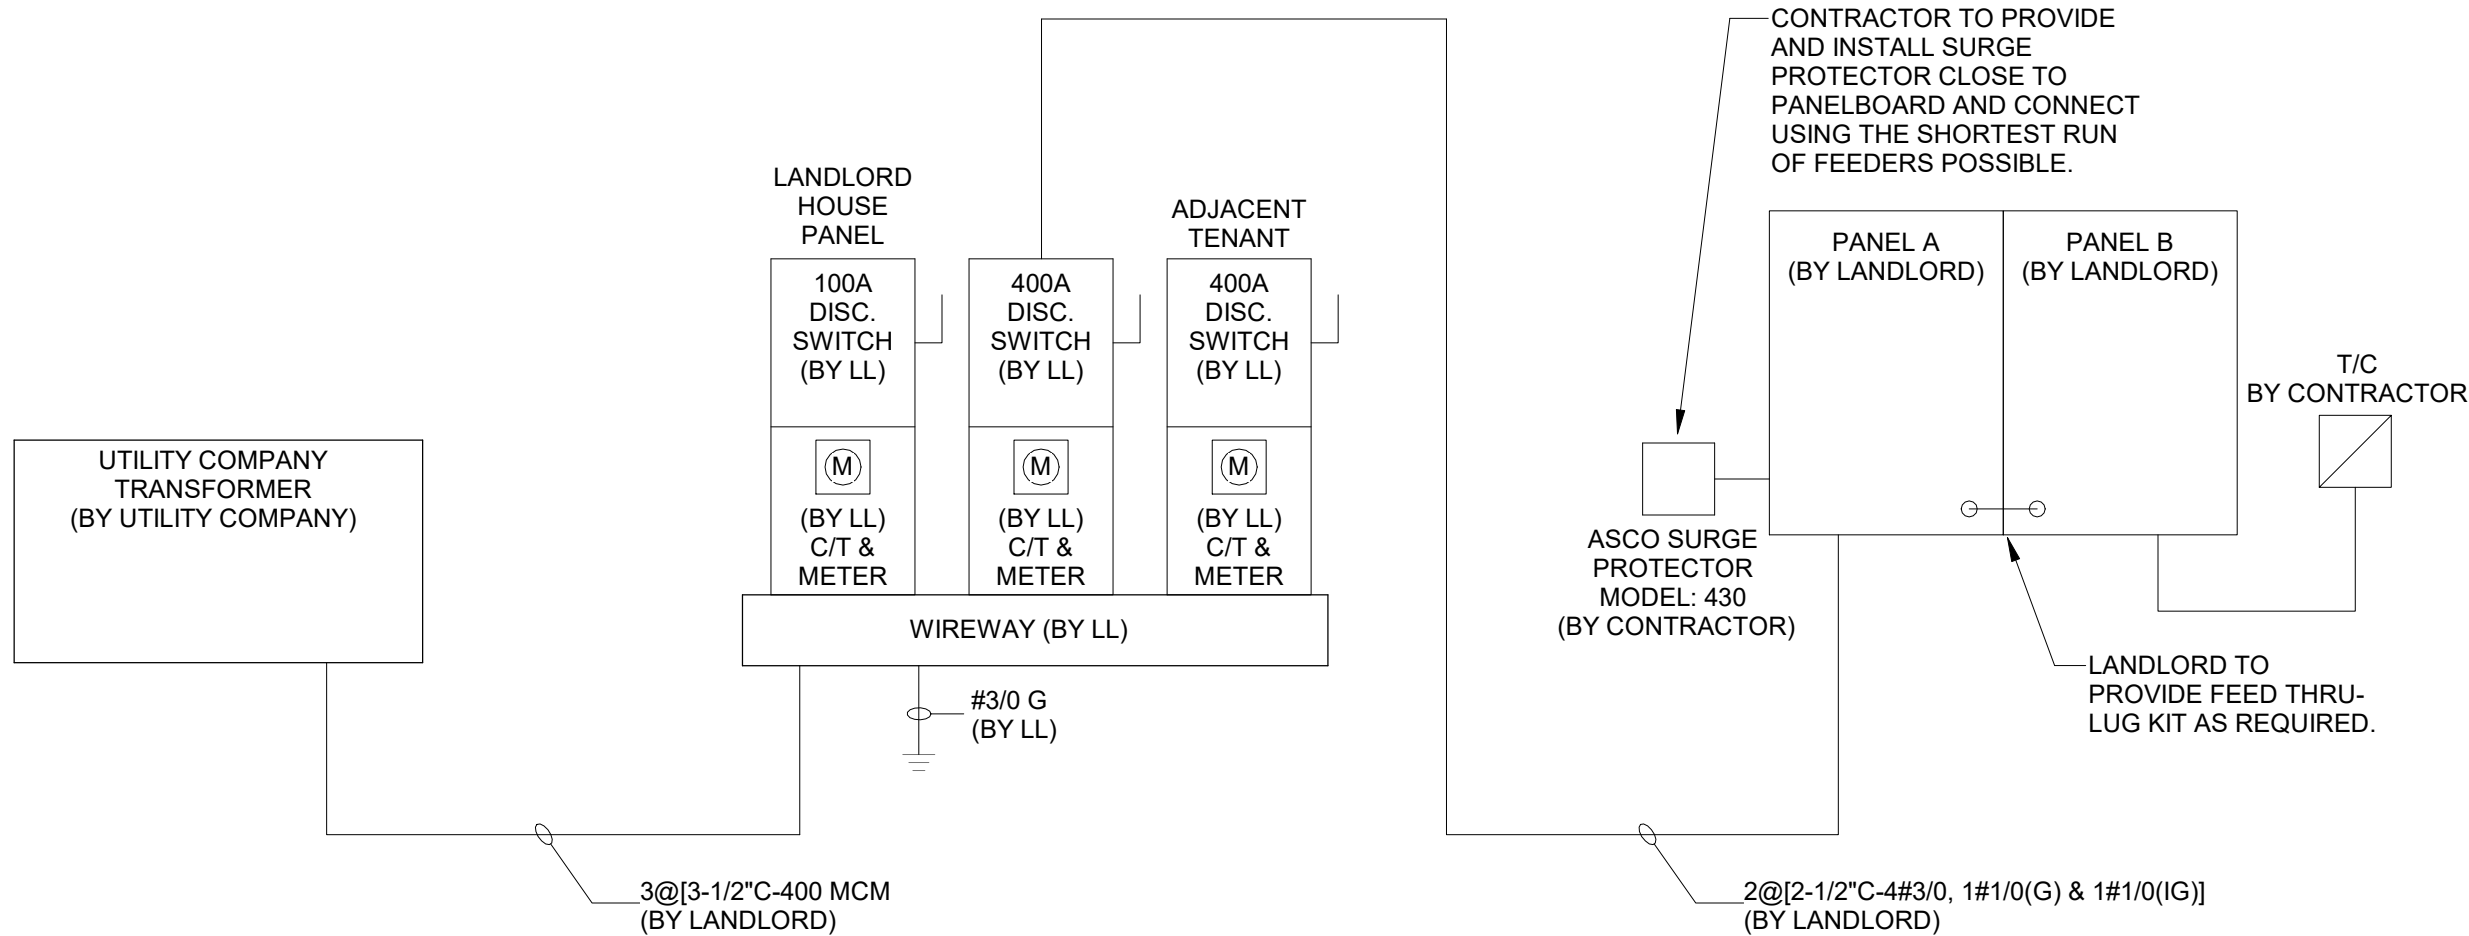 CONTRACTOR TO PROVIDE
AND INSTALL SURGE
PROTECTOR CLOSE TO
PANELBOARD AND CONNECT
USING THE SHORTEST RUN
OF FEEDERS POSSIBLE.
LANDLORD
HOUSE
PANEL
ADJACENT
TENANT
100A
DISC.
SWITCH
(BY LL)
400A
DISC.
SWITCH
(BY LL)
400A
DISC.
SWITCH
(BY LL)
PANEL A
(BY LANDLORD)
PANEL B
(BY LANDLORD)
T/C
BY CONTRACTOR
UTILITY COMPANY
TRANSFORMER
(BY UTILITY COMPANY)
M
(BY LL)
C/T &
METER
M
(BY LL)
C/T &
METER
M
(BY LL)
C/T &
METER
WIREWAY (BY LL)
ASCO SURGE
PROTECTOR
MODEL: 430
(BY CONTRACTOR)
LANDLORD TO
PROVIDE FEED THRU-
LUG KIT AS REQUIRED.
#3/0 G
(BY LL)
3@[3-1/2"C-400 MCM
(BY LANDLORD)
2@[2-1/2"C-4#3/0, 1#1/0(G) & 1#1/0(IG)]
(BY LANDLORD)